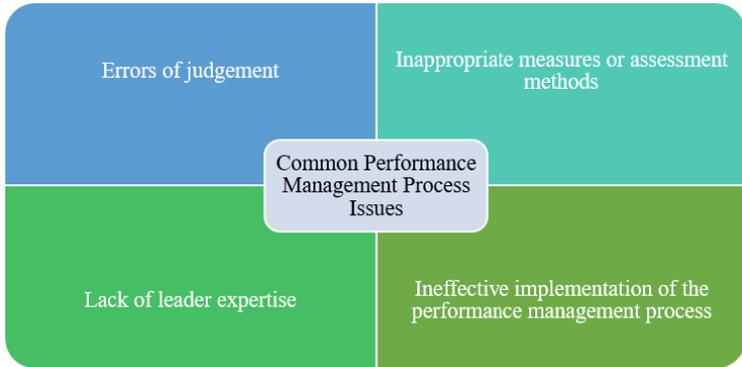 Errors of judgement
Inappropriate measures or assessment
methods
Common Performance
Management Process
Issues
Lack of leader expertise
Ineffective implementation of the
performance management process